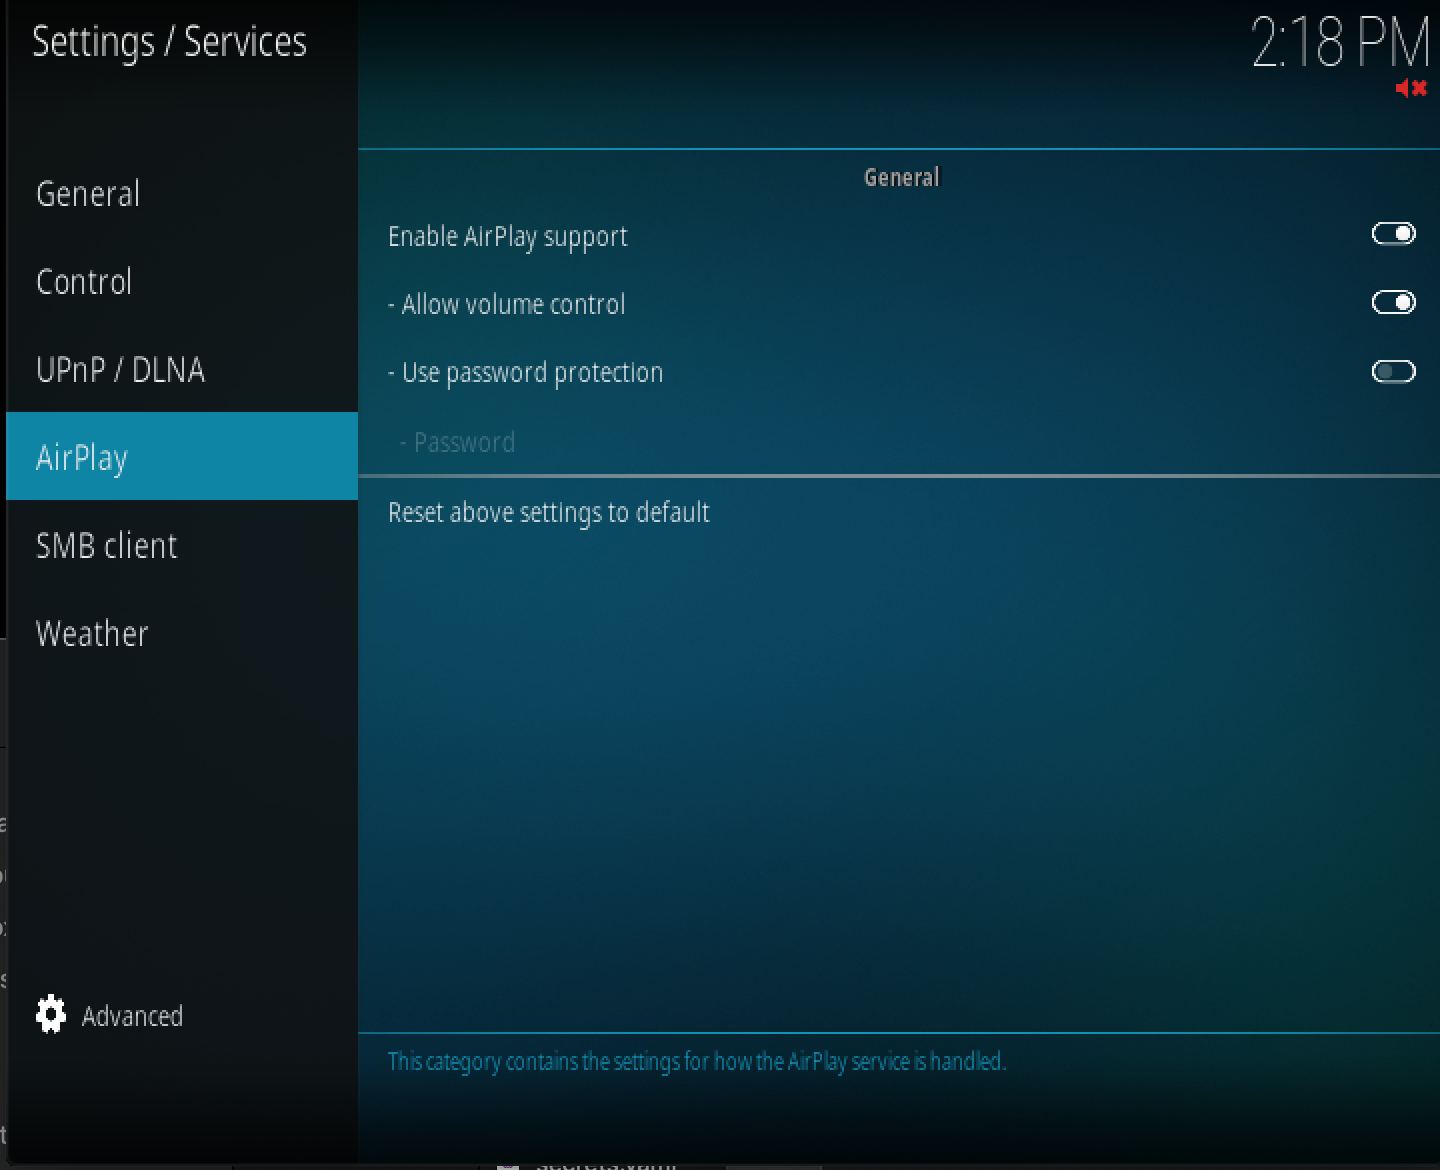 Settings / Services
2:18 PM
General
Control
UPnP / DLNA
AirPlay
SMB client
Weather
Advanced
General
Enable AirPlay support
- Allow volume control
- Use password protection
- Password
Reset above settings to default
This category contains the settings for how the AirPlay service is handled.